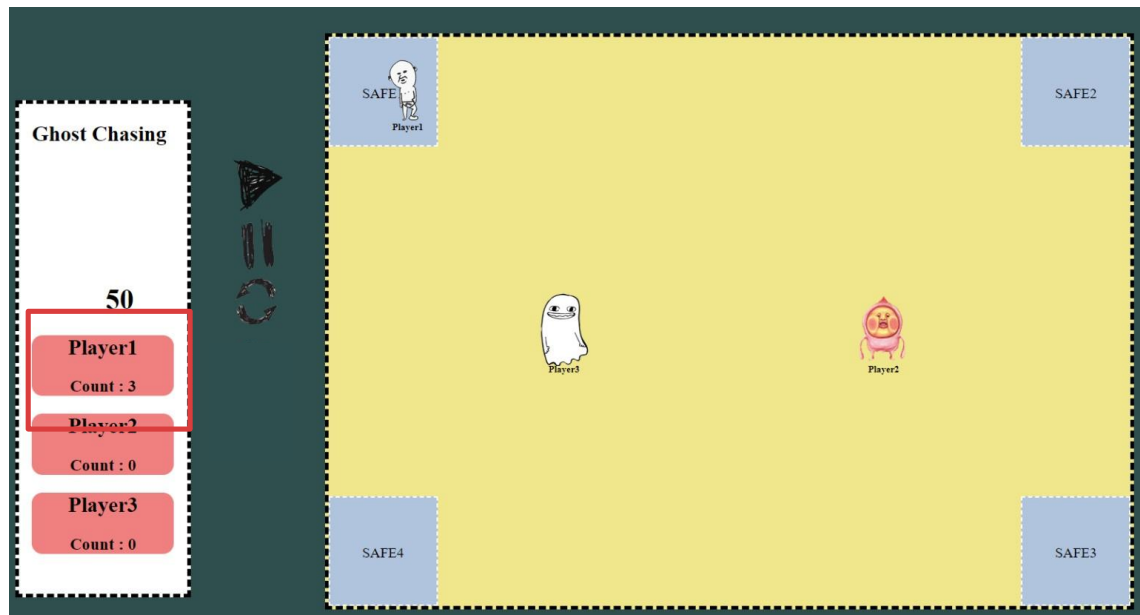 Ghost Chasing
50
Player1
Count : 3
Player2
Count : 0
Player3
Count : 0
SAFE
Player1
SAFE2
Player3
Player2
SAFE4
SAFE3